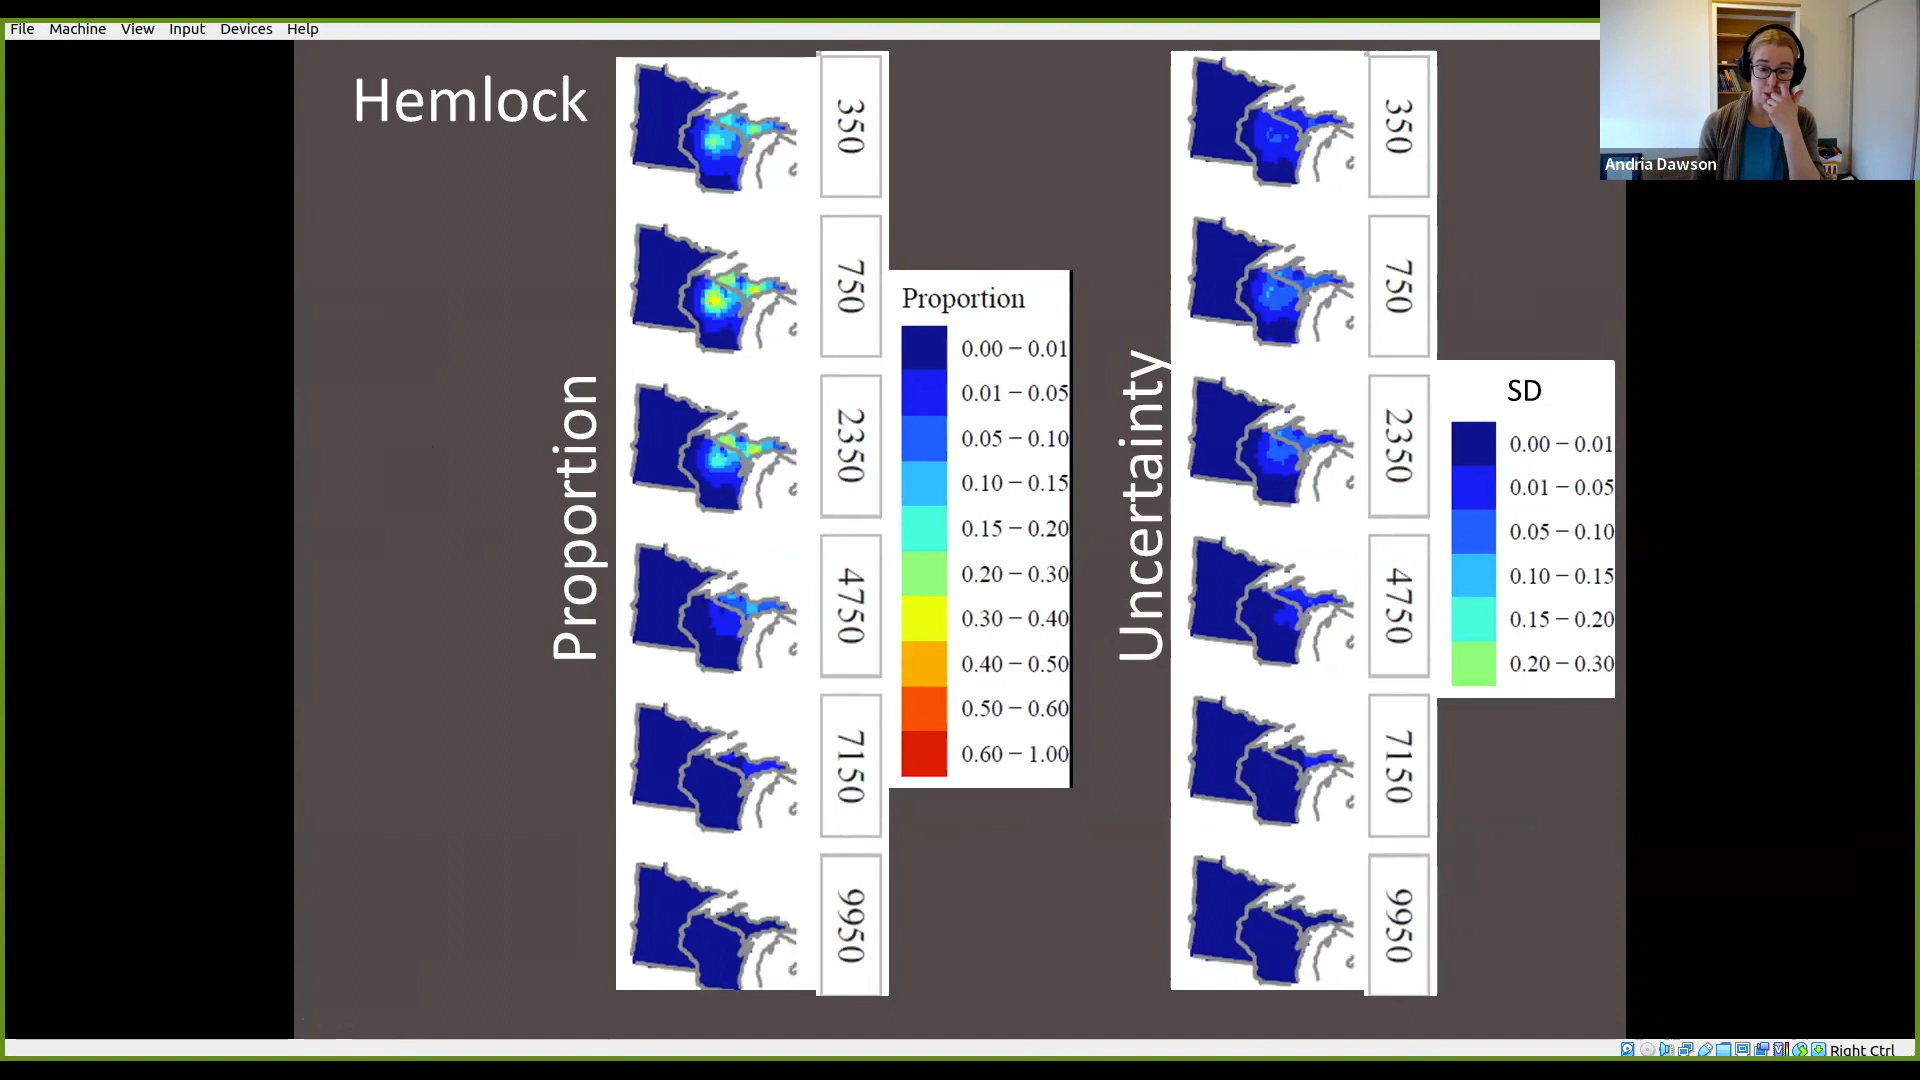 File Machine View Input Devices Help
Andria Dawson
Hemlock
Proportion
350
750
2350
4750
7150
9950
Proportion
0.00 – 0.01
0.01 – 0.05
0.05 – 0.10
0.10 – 0.15
0.15 – 0.20
0.20 – 0.30
0.30 – 0.40
0.40 – 0.50
0.50 – 0.60
0.60 – 1.00
Uncertainty
350
750
2350
4750
7150
9950
SD
0.00 – 0.01
0.01 – 0.05
0.05 – 0.10
0.10 – 0.15
0.15 – 0.20
0.20 – 0.30
Right Ctrl